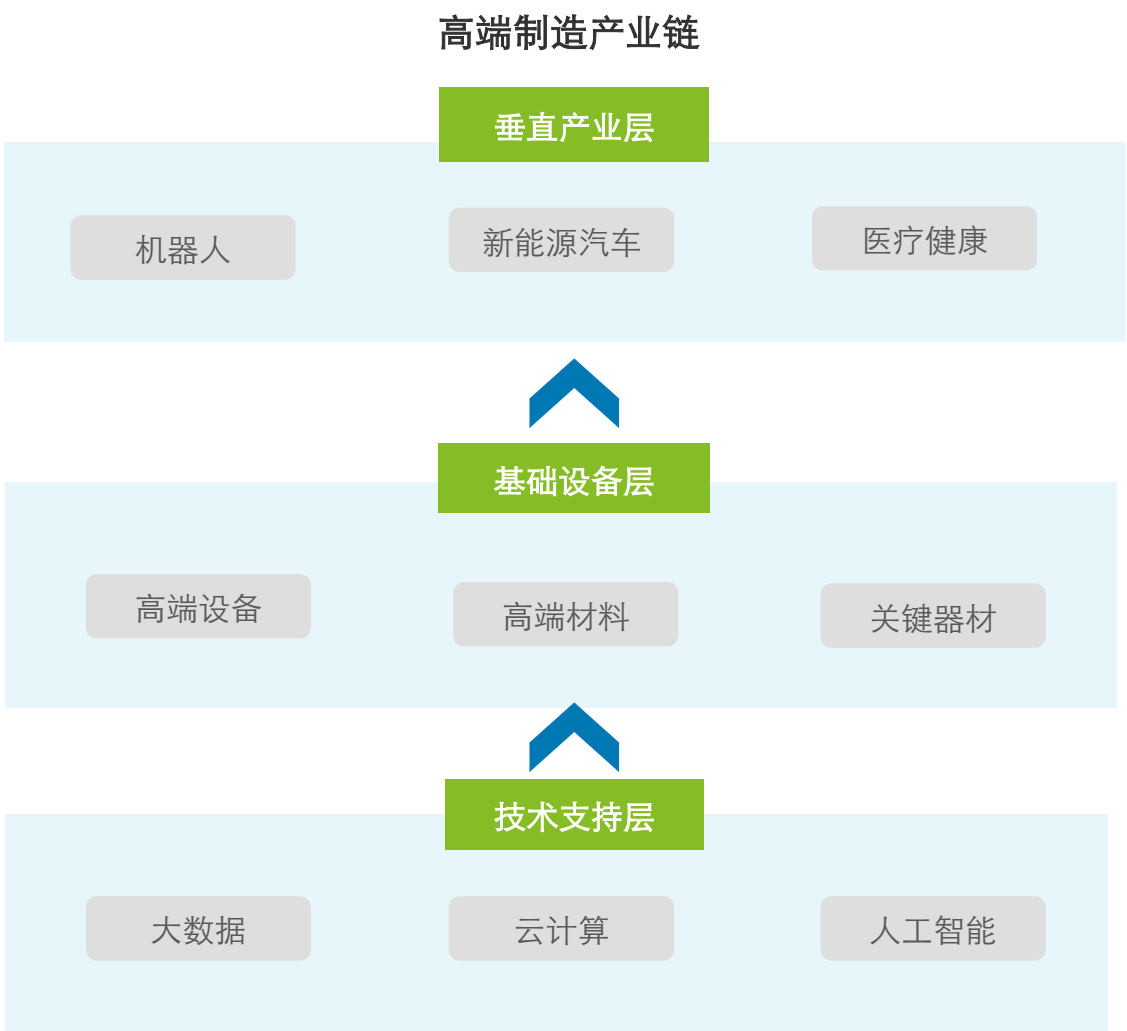 高端制造产业链
垂直产业层
机器人
新能源汽车
医疗健康
基础设备层
高端设备
高端材料
关键器材
技术支持层
大数据
云计算
人工智能